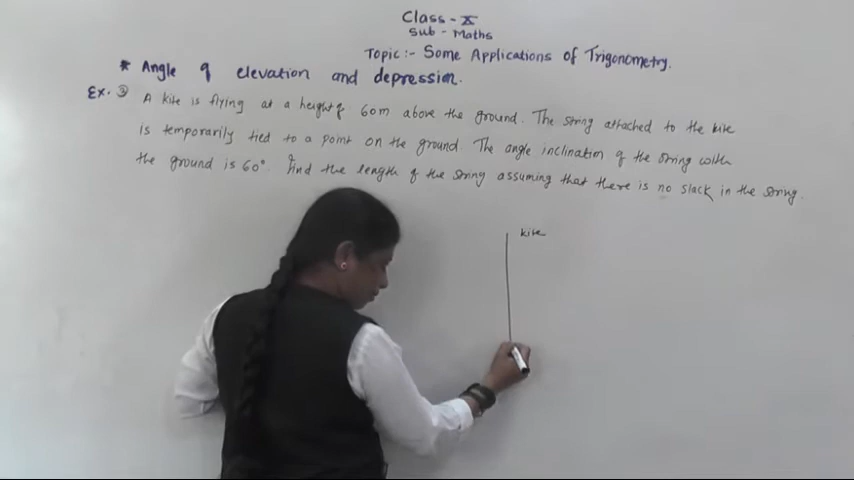 Class - X
Sub - Maths
Topic :- Some Applications of Trigonometry.
* Angle of elevation and depression.
Ex. ③ A kite is flying at a height of 60m above the ground. The string attached to the kite
is temporarily tied to a point on the ground. The angle inclination of the string with
the ground is 60°. Find the length of the string assuming that there is no slack in the string.
kite